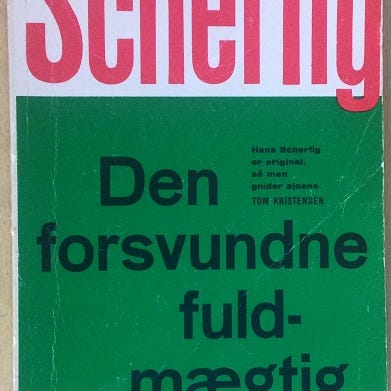 Scherfig
Hans Scherfig
er original,
så man
gnider øjnene.
TOM KRISTENSEN
Den
forsvundne
fuld-
mægtig